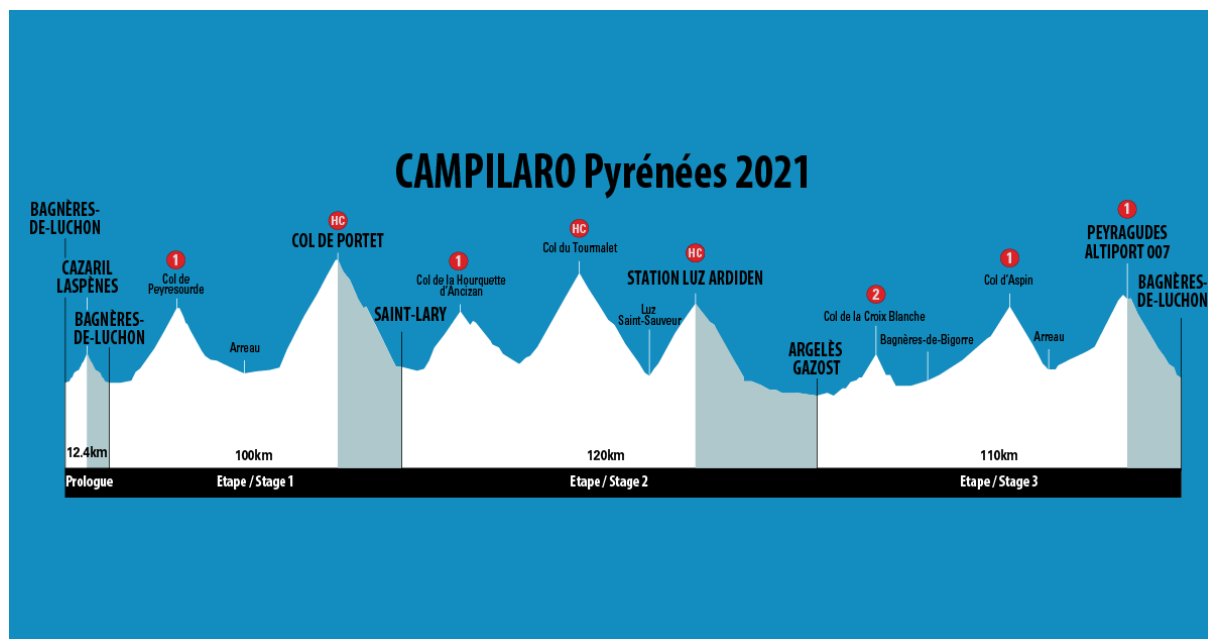 CAMPILARO Pyrénées 2021
BAGNÈRES-
DE-LUCHON
CAZARIL
LASPÈNES
BAGNÈRES-
DE-LUCHON
1
Col de
Peyresourde
Arreau
HC
COL DE PORTET
SAINT-LARY
1
Col de la Hourquette
d'Ancizan
HC
Col du Tourmalet
Luz
Saint-Sauveur
HC
STATION LUZ ARDIDEN
ARGELÈS
GAZOST
2
Col de la Croix Blanche
Bagnères-de-Bigorre
1
Col d'Aspin
Arreau
1
PEYRAGUDES
ALTIPORT 007
BAGNÈRES-
DE-LUCHON
12.4km
100km
120km
110km
Prologue
Etape / Stage 1
Etape / Stage 2
Etape / Stage 3